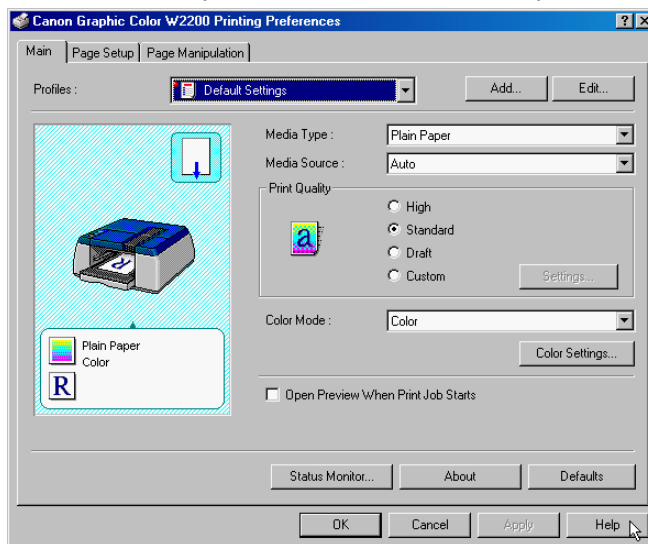 Canon Graphic Color W2200 Printing Preferences
Main Page Setup Page Manipulation
Profiles : Default Settings Add... Edit...
Media Type : Plain Paper
Media Source : Auto
Print Quality
High
a Standard
Draft
Custom Settings...
Color Mode : Color
Color Settings...
Plain Paper
Color
R
Open Preview When Print Job Starts
Status Monitor... About Defaults
OK Cancel Apply Help